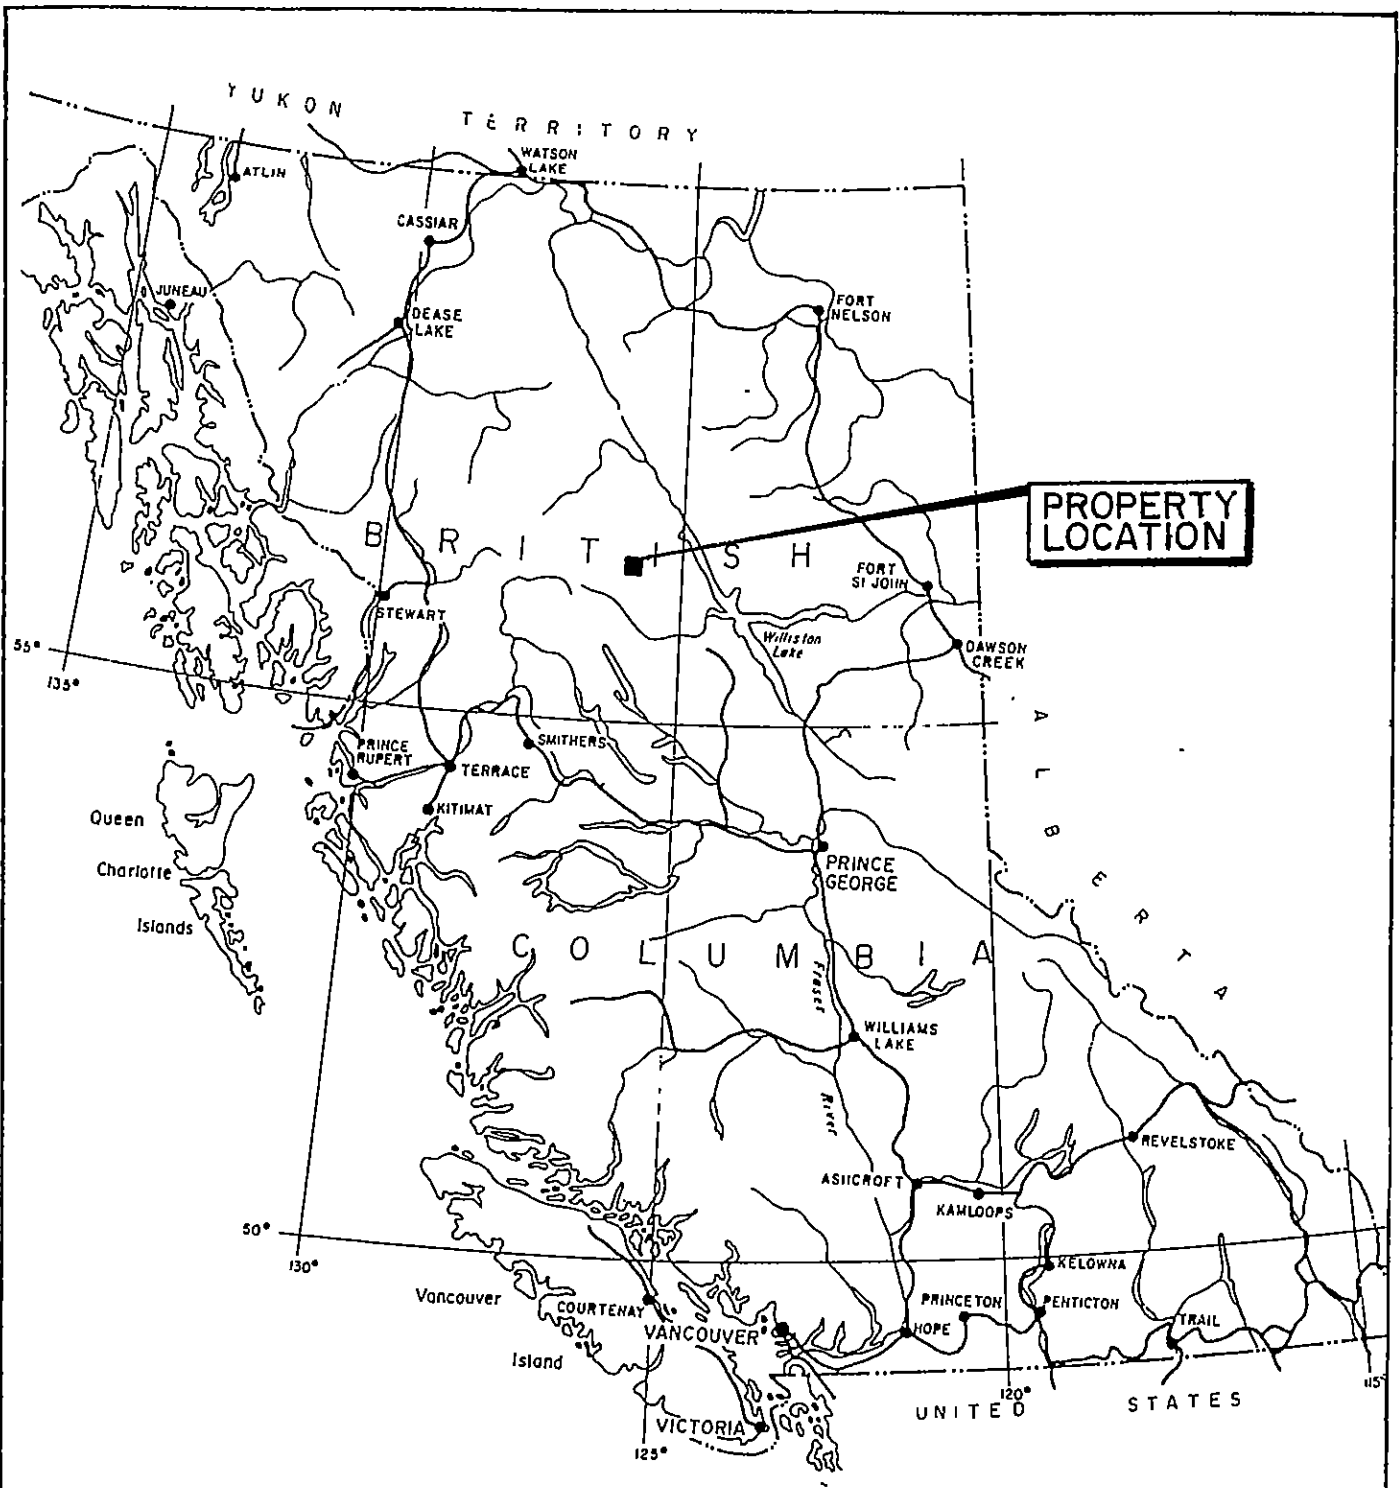 YUKON TERRITORY
WATSON
LAKE
ATLIN
CASSIAR
JUNEAU
DEASE
LAKE
FORT
NELSON
PROPERTY
LOCATION
BRITISH
FORT
ST JOHN
STEWART
Williston
Lake
DAWSON
CREEK
55°
135°
ALBERTA
PRINCE
RUPERT
SMITHERS
TERRACE
KITIMAT
Queen
Charlotte
Islands
PRINCE
GEORGE
COLUMBIA
Fraser
River
WILLIAMS
LAKE
REVELSTOKE
ASHCROFT
KAMLOOPS
50°
130°
KELOWNA
Vancouver
Island
COURTENAY
PRINCETON
PENTICTON
VANCOUVER
HOPE
TRAIL
120°
115°
UNITED STATES
VICTORIA
125°